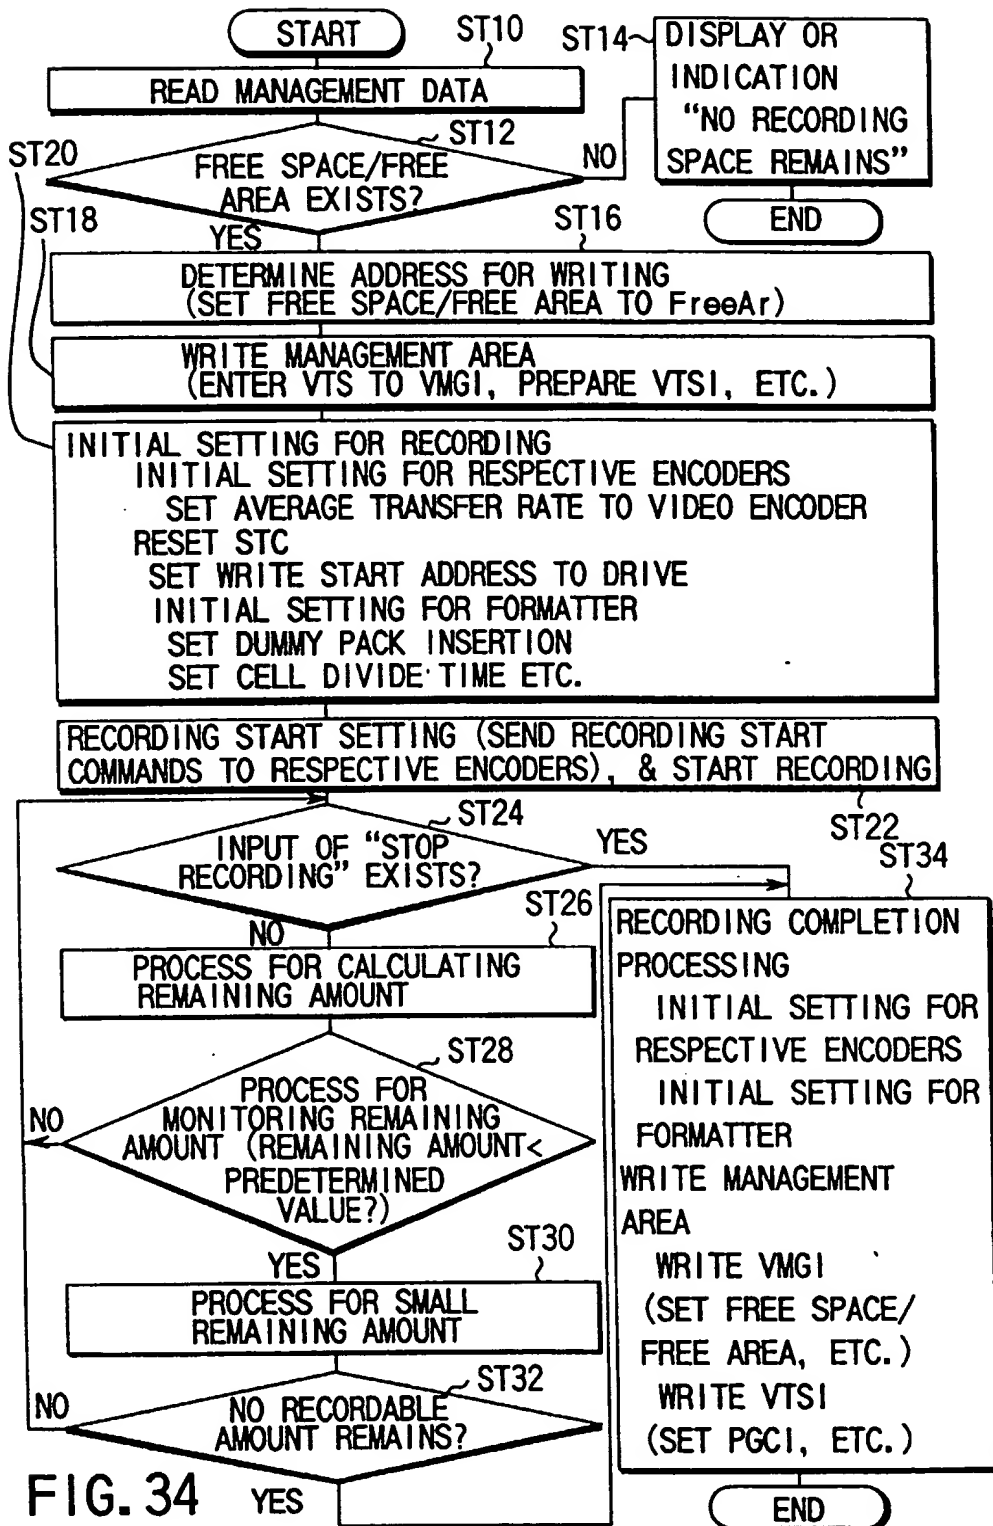 START
ST10
READ MANAGEMENT DATA
ST14
DISPLAY OR
INDICATION
“NO RECORDING
SPACE REMAINS”
END
ST12
FREE SPACE/FREE
AREA EXISTS?
NO
YES
ST20
ST18
ST16
DETERMINE ADDRESS FOR WRITING
(SET FREE SPACE/FREE AREA TO FreeAr)
WRITE MANAGEMENT AREA
(ENTER VTS TO VMGI, PREPARE VTSI, ETC.)
INITIAL SETTING FOR RECORDING
INITIAL SETTING FOR RESPECTIVE ENCODERS
SET AVERAGE TRANSFER RATE TO VIDEO ENCODER
RESET STC
SET WRITE START ADDRESS TO DRIVE
INITIAL SETTING FOR FORMATTER
SET DUMMY PACK INSERTION
SET CELL DIVIDE TIME ETC.
RECORDING START SETTING (SEND RECORDING START
COMMANDS TO RESPECTIVE ENCODERS), & START RECORDING
ST22
ST24
INPUT OF “STOP
RECORDING” EXISTS?
YES
NO
ST26
PROCESS FOR CALCULATING
REMAINING AMOUNT
ST28
PROCESS FOR
MONITORING REMAINING
AMOUNT (REMAINING AMOUNT<
PREDETERMINED
VALUE?)
NO
YES
ST30
PROCESS FOR SMALL
REMAINING AMOUNT
ST32
NO RECORDABLE
AMOUNT REMAINS?
NO
YES
ST34
RECORDING COMPLETION
PROCESSING
INITIAL SETTING FOR
RESPECTIVE ENCODERS
INITIAL SETTING FOR
FORMATTER
WRITE MANAGEMENT
AREA
WRITE VMGI
(SET FREE SPACE/
FREE AREA, ETC.)
WRITE VTSI
(SET PGCI, ETC.)
END
FIG. 34